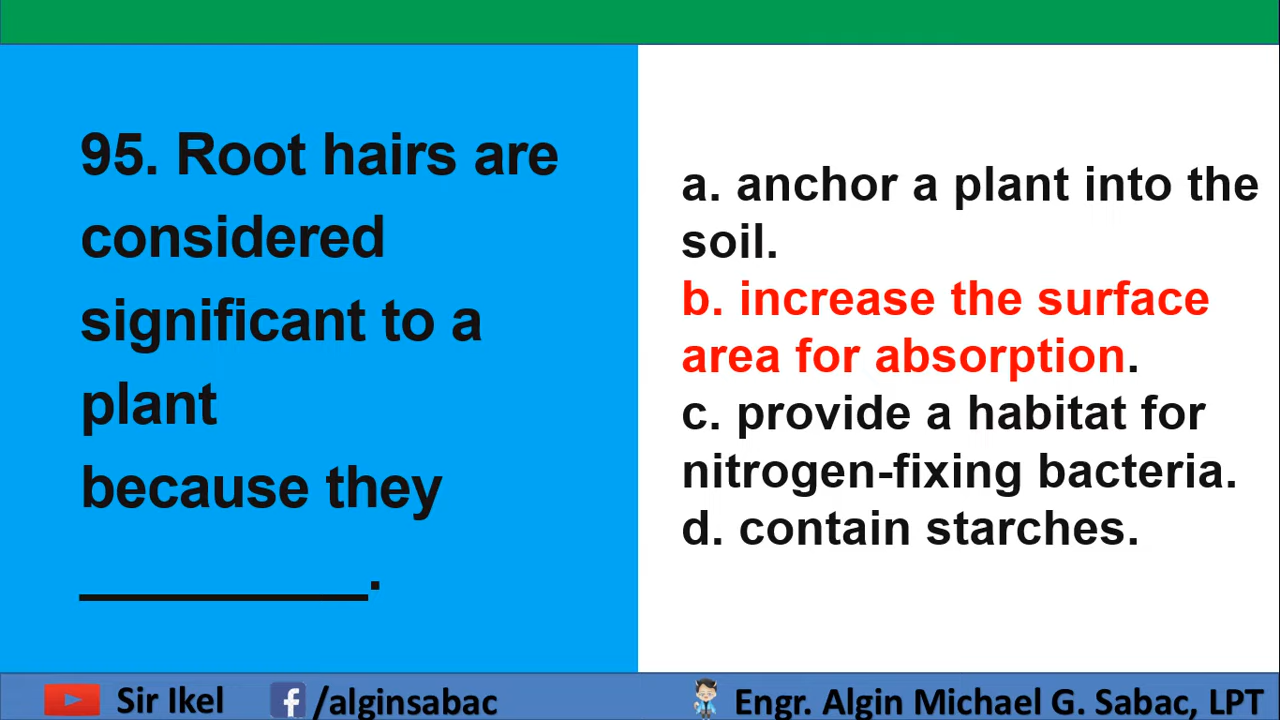 95. Root hairs are
considered
significant to a
plant
because they
_________.
a. anchor a plant into the
soil.
b. increase the surface
area for absorption.
c. provide a habitat for
nitrogen-fixing bacteria.
d. contain starches.
Sir Ikel
f /alginsabac
Engr. Algin Michael G. Sabac, LPT